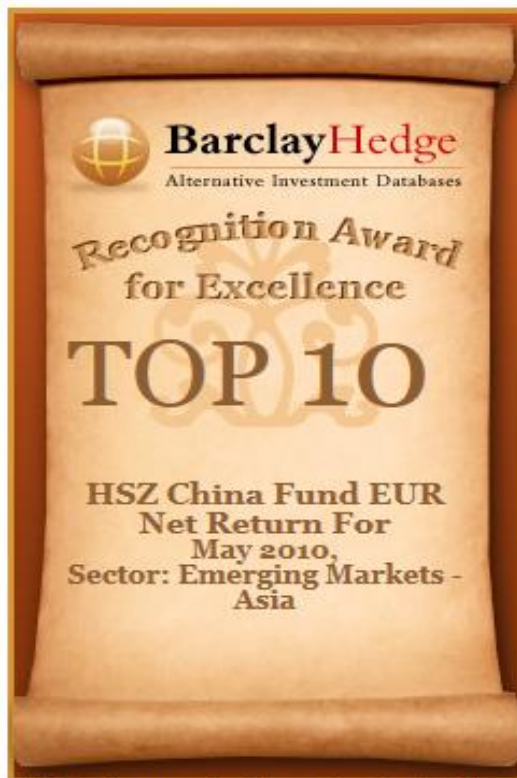 BarclayHedge
Alternative Investment Databases
Recognition Award
for Excellence
TOP 10
HSZ China Fund EUR
Net Return For
May 2010,
Sector: Emerging Markets -
Asia